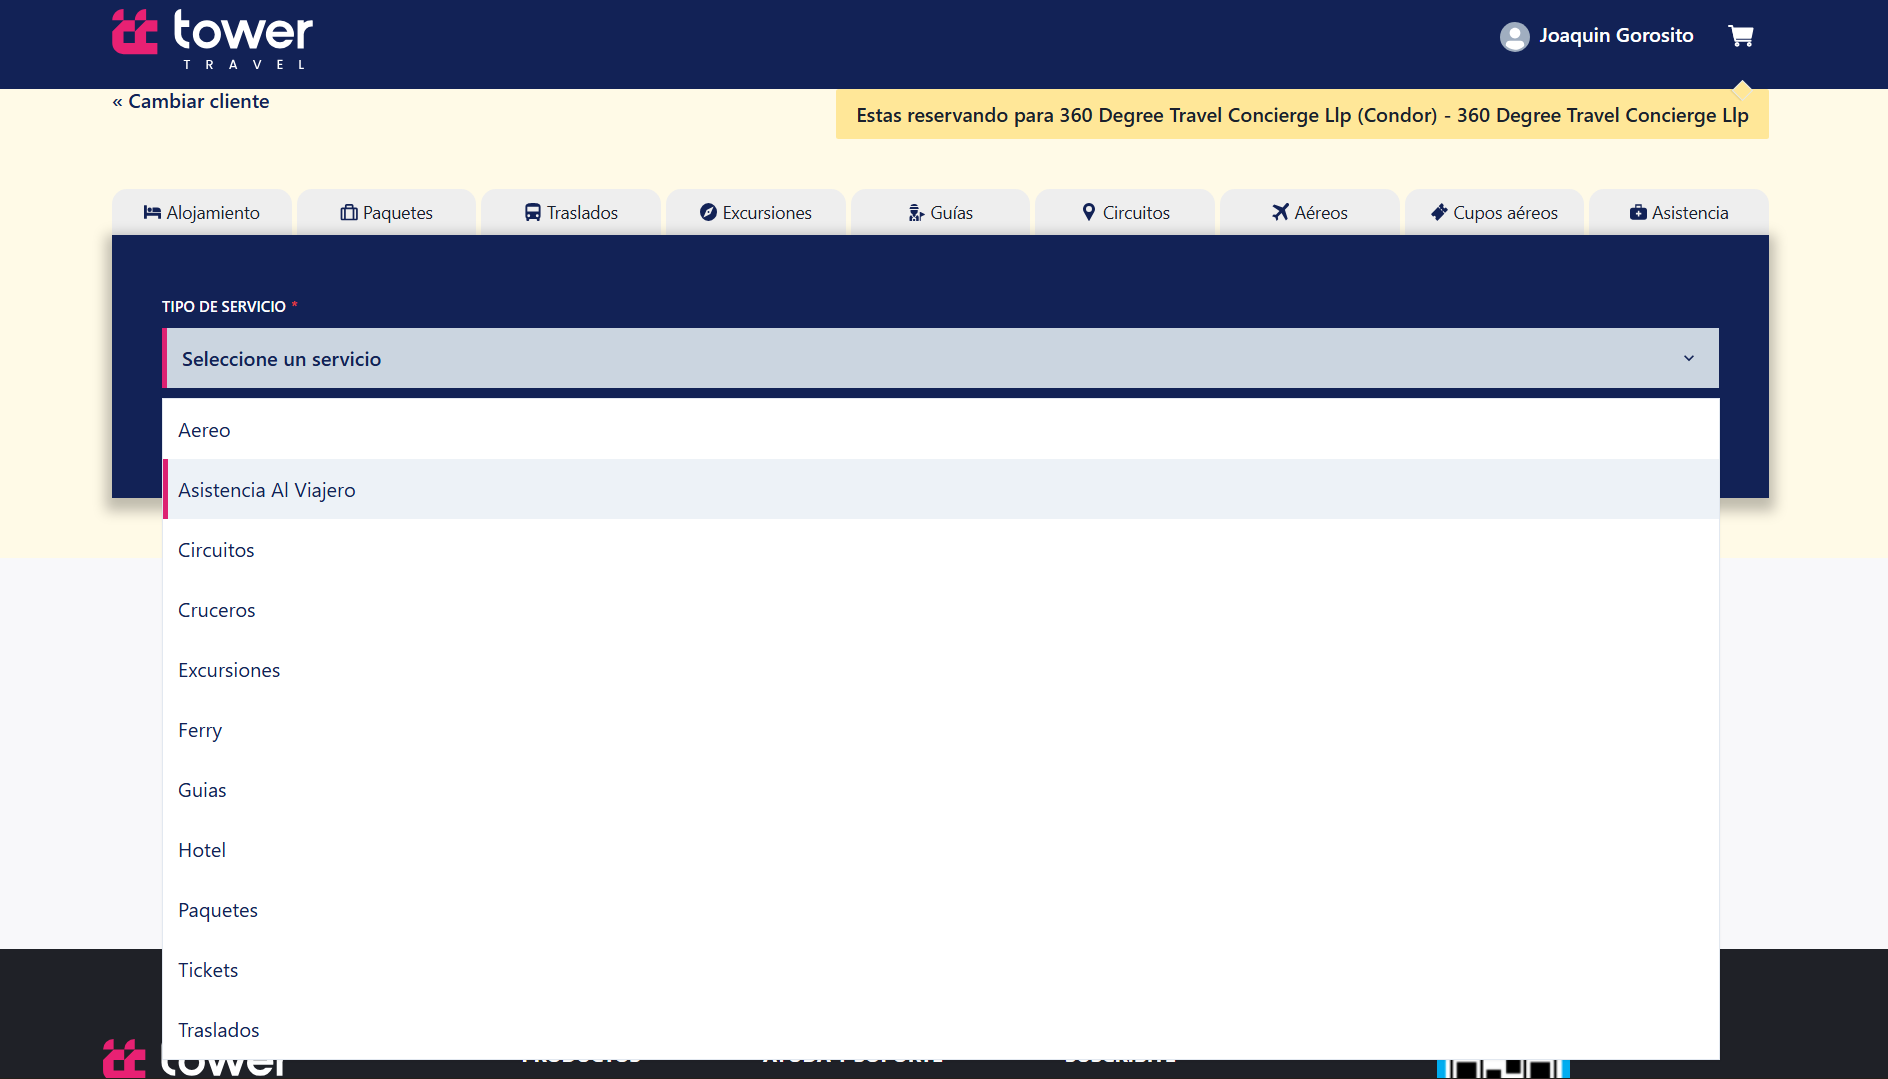 tower
TRAVEL
Joaquin Gorosito
« Cambiar cliente
Estas reservando para 360 Degree Travel Concierge Llp (Condor) - 360 Degree Travel Concierge Llp
Alojamiento
Paquetes
Traslados
Excursiones
Guías
Circuitos
Aéreos
Cupos aéreos
Asistencia
TIPO DE SERVICIO *
Seleccione un servicio
Aereo
Asistencia Al Viajero
Circuitos
Cruceros
Excursiones
Ferry
Guias
Hotel
Paquetes
Tickets
Traslados
tower